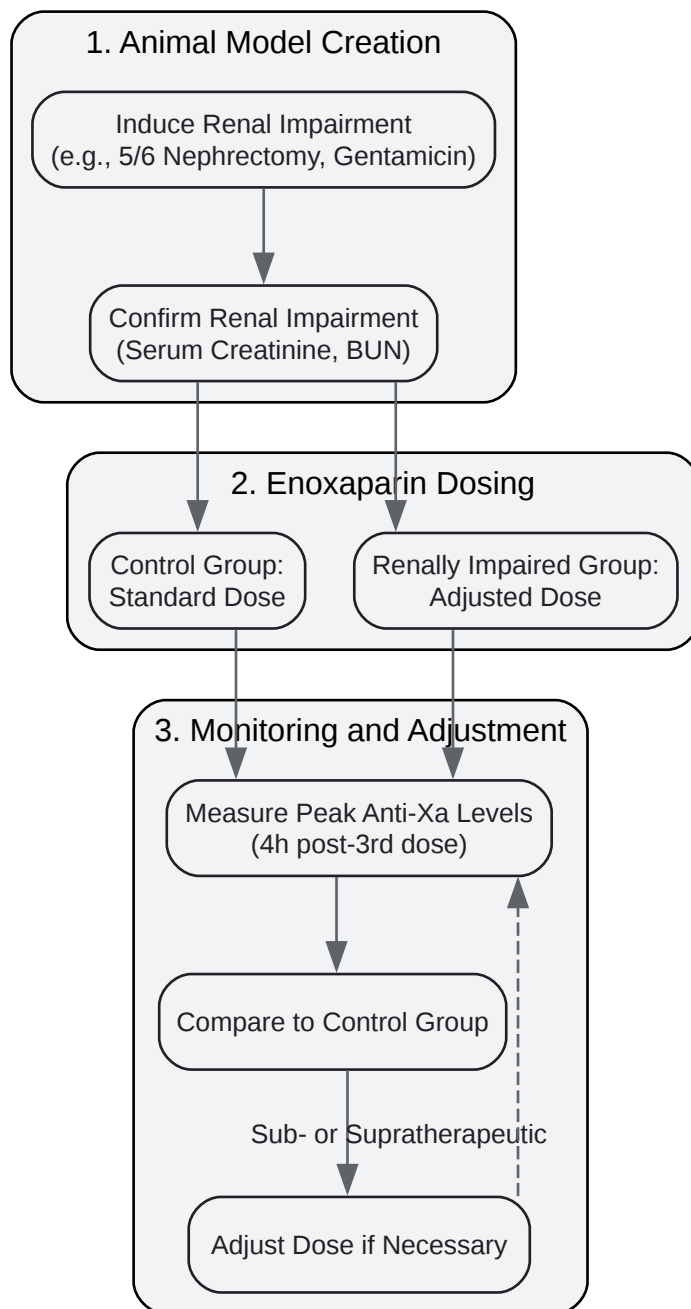 1. Animal Model Creation
Induce Renal Impairment
(e.g., 5/6 Nephrectomy, Gentamicin)
Confirm Renal Impairment
(Serum Creatinine, BUN)
2. Enoxaparin Dosing
Control Group:
Standard Dose
Renally Impaired Group:
Adjusted Dose
3. Monitoring and Adjustment
Measure Peak Anti-Xa Levels
(4h post-3rd dose)
Compare to Control Group
Sub- or Supratherapeutic
Adjust Dose if Necessary